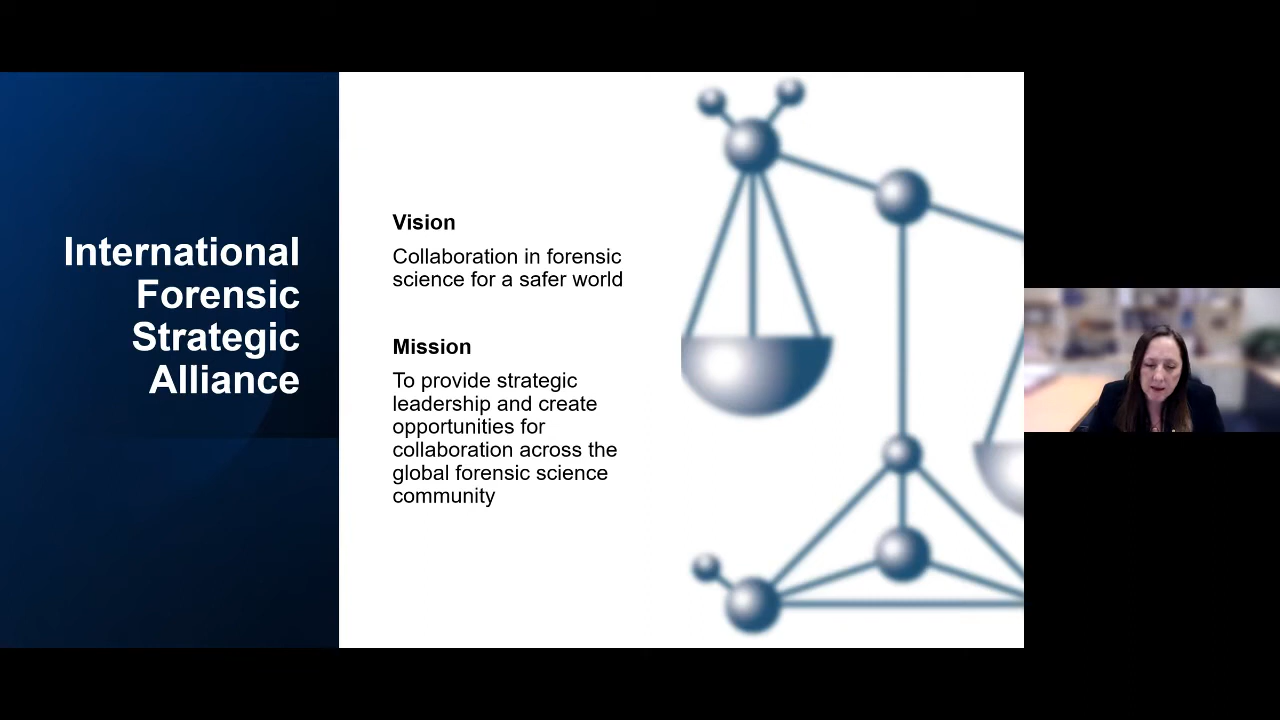 International
Forensic
Strategic
Alliance
Vision
Collaboration in forensic
science for a safer world
Mission
To provide strategic
leadership and create
opportunities for
collaboration across the
global forensic science
community